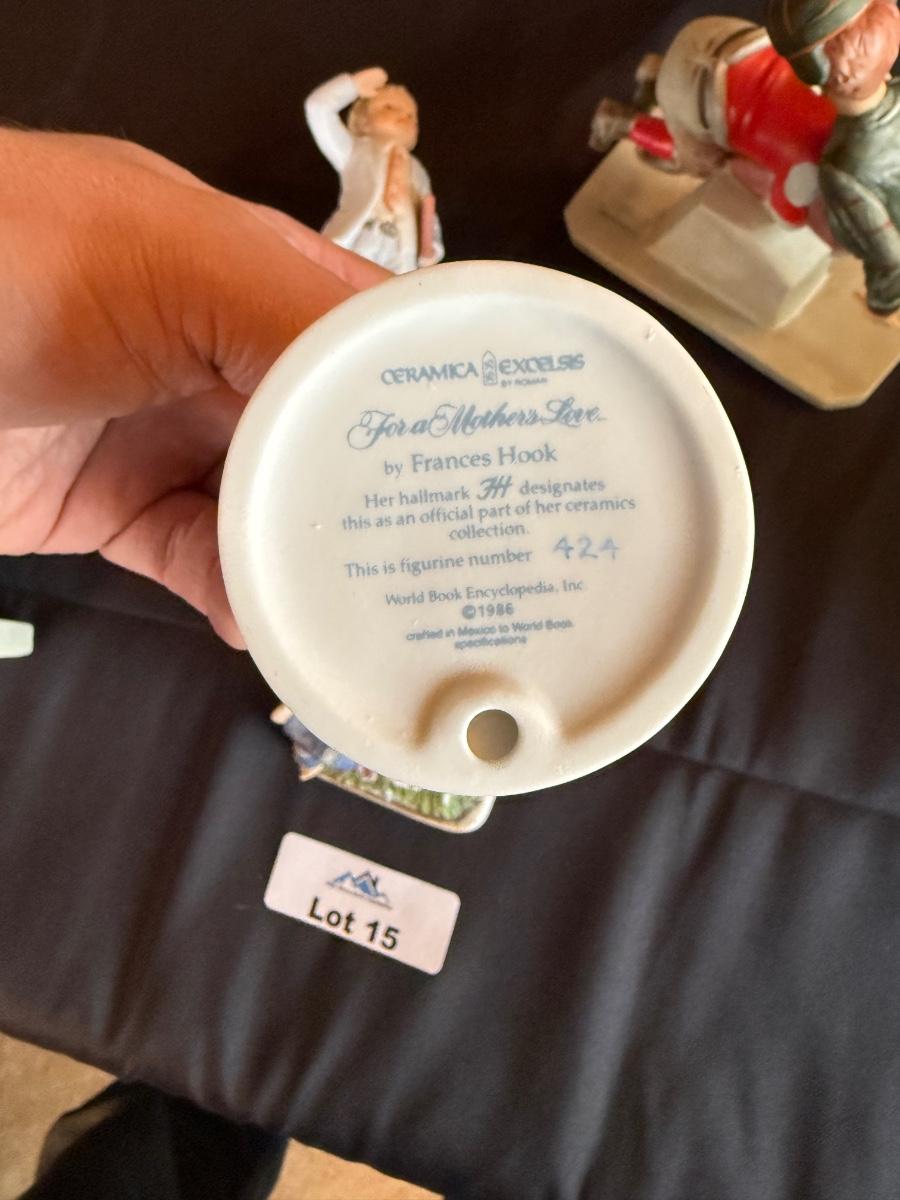 CERAMICA EXCELSIS
BY ROMAN
For a Mother's Love
by Frances Hook
Her hallmark FH designates
this as an official part of her ceramics
collection.
This is figurine number 424
World Book Encyclopedia, Inc
©1986
crafted in Mexico to World Book
specifications
Lot 15